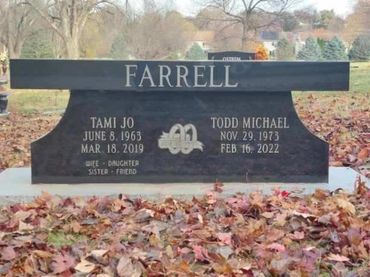 FARRELL
TAMI JO
JUNE 8, 1963
MAR. 18, 2019
WIFE - DAUGHTER
SISTER - FRIEND
TODD MICHAEL
NOV. 29, 1973
FEB. 16, 2022